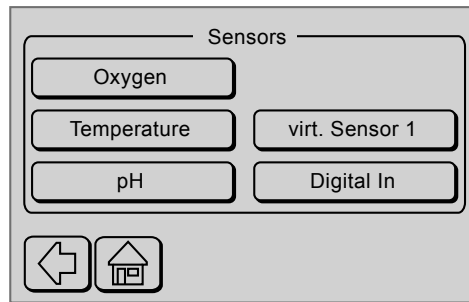 Sensors
Oxygen
Temperature
virt. Sensor 1
pH
Digital In